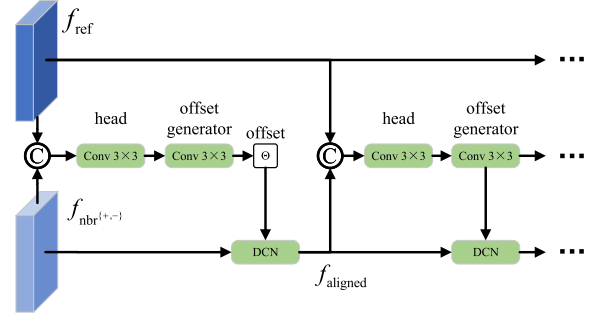 f_ref
head
offset
generator
offset
head
offset
generator
C
Conv 3×3
Conv 3×3
Θ
C
Conv 3×3
Conv 3×3
...
...
f_nbr{+,−}
DCN
DCN
...
f_aligned